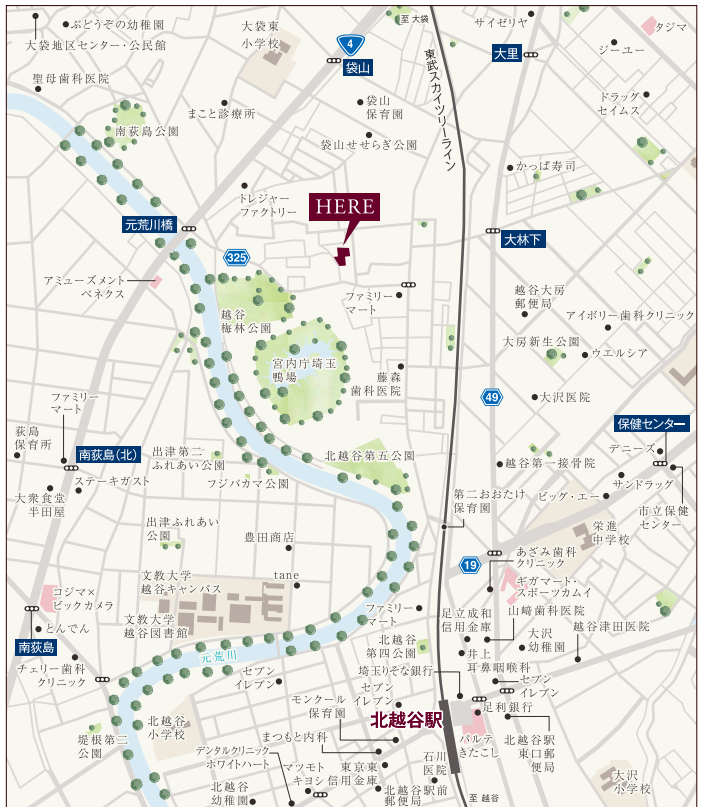 ぶどうぞの幼稚園
大袋地区センター・公民館
聖母歯科医院
大袋東
小学校
4
袋山
至 大袋
東武スカイツリーライン
サイゼリヤ
大里
ジーユー
タジマ
ドラッグ
セイムス
南荻島公園
まこと診療所
袋山
保育園
袋山せせらぎ公園
かっぱ寿司
トレジャー
ファクトリー
HERE
元荒川橋
325
大林下
アミューズメント
ベネクス
越谷
梅林公園
ファミリー
マート
越谷大房
郵便局
アイボリー歯科クリニック
大房新生公園
ウエルシア
宮内庁埼玉
鴨場
藤森
歯科医院
49
大沢医院
ファミリー
マート
荻島
保育所
南荻島(北)
出津第二
ふれあい公園
北越谷第五公園
保健センター
デニーズ
越谷第一接骨院
サンドラッグ
ステーキガスト
フジバカマ公園
大衆食堂
半田屋
第二おおたけ
保育園
ビッグ・エー
市立保健
センター
出津ふれあい
公園
豊田商店
栄進
中学校
あざみ歯科
クリニック
19
文教大学
越谷キャンパス
tane
ギガマート・
スポーツカムイ
コジマ×
ビックカメラ
文教大学
越谷図書館
ファミリー
マート
足立成和
信用金庫
山﨑歯科医院
とんでん
越谷津田医院
南荻島
北越谷
第四公園
大沢
幼稚園
元荒川
井上
耳鼻咽喉科
チェリー歯科
クリニック
セブン
イレブン
埼玉りそな銀行
セブン
イレブン
セブン
イレブン
モンクール
保育園
北越谷駅
足利銀行
北越谷
小学校
堤根第二
公園
まつもと内科
パルテ
きたこし
北越谷駅
東口郵
便局
デンタルクリニック
ホワイトハート
マツモト
キヨシ
東京東
信用金庫
石川
医院
大沢
小学校
北越谷
幼稚園
北越谷駅前
郵便局
至 越谷